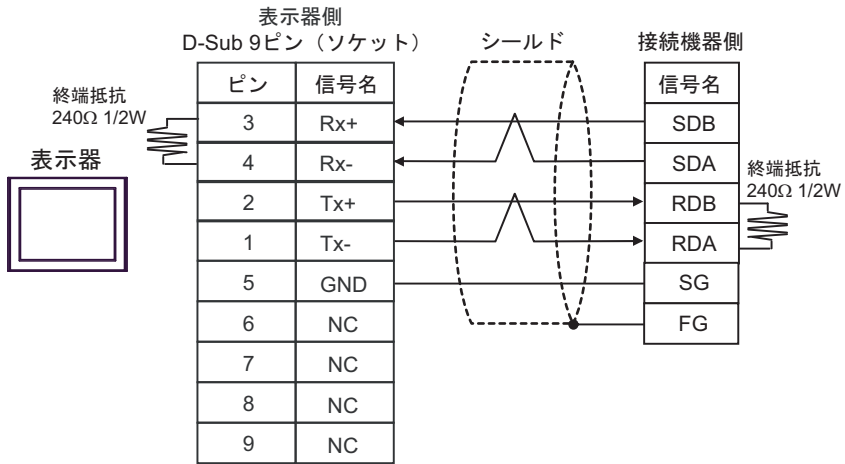 表示器側
D-Sub 9ピン（ソケット）
シールド
接続機器側
終端抵抗
240Ω 1/2W
表示器
ピン 信号名
3 Rx+
4 Rx-
2 Tx+
1 Tx-
5 GND
6 NC
7 NC
8 NC
9 NC
信号名
SDB
SDA
RDB
RDA
SG
FG
終端抵抗
240Ω 1/2W